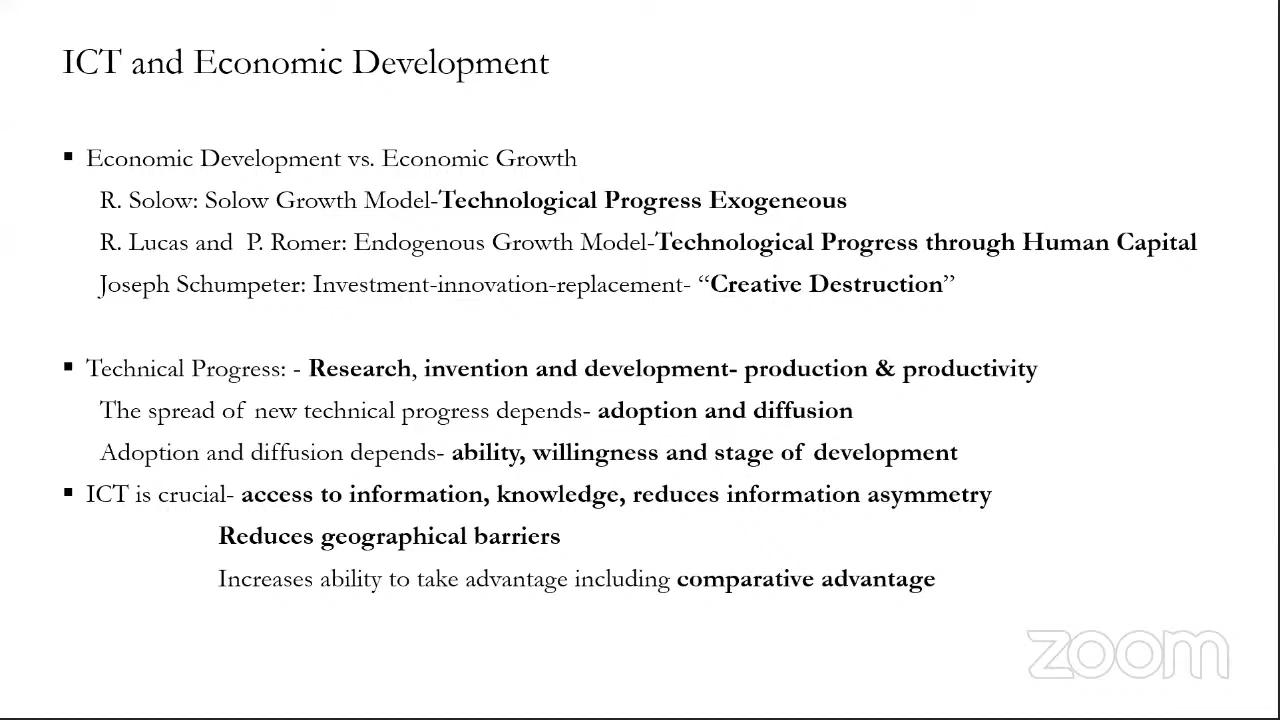 ICT and Economic Development
▪ Economic Development vs. Economic Growth
R. Solow: Solow Growth Model-Technological Progress Exogeneous
R. Lucas and P. Romer: Endogenous Growth Model-Technological Progress through Human Capital
Joseph Schumpeter: Investment-innovation-replacement- “Creative Destruction”
▪ Technical Progress: - Research, invention and development- production & productivity
The spread of new technical progress depends- adoption and diffusion
Adoption and diffusion depends- ability, willingness and stage of development
▪ ICT is crucial- access to information, knowledge, reduces information asymmetry
Reduces geographical barriers
Increases ability to take advantage including comparative advantage
zoom